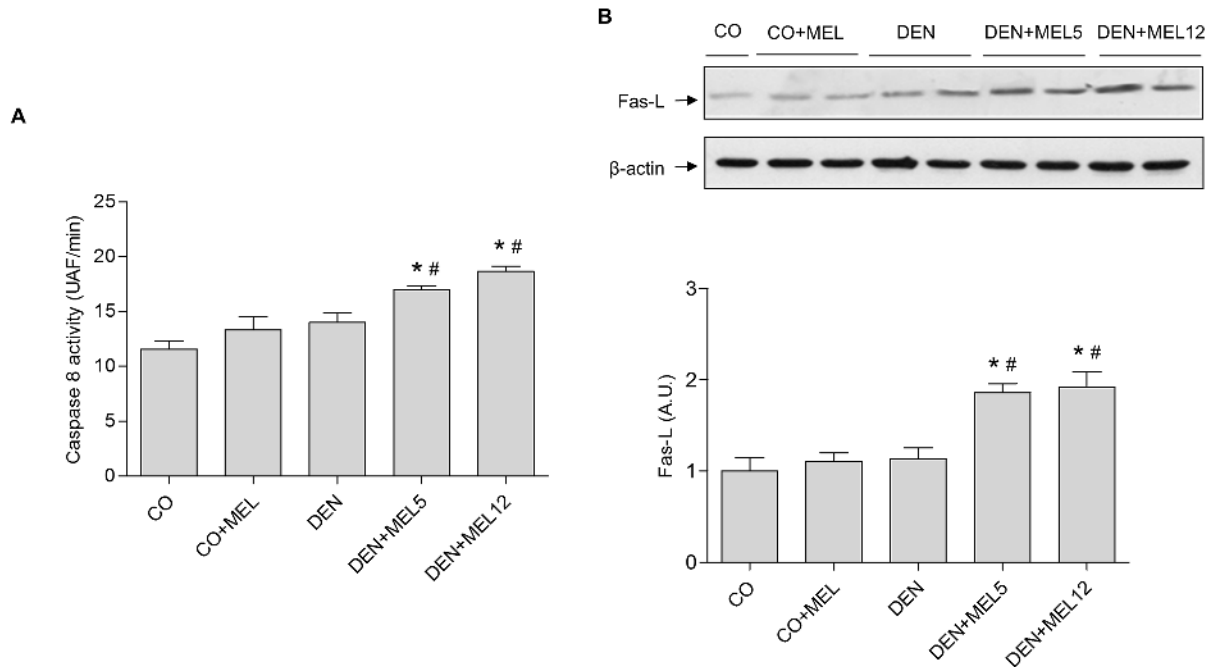 A
Caspase 8 activity (UAF/min)
25
20
15
10
5
0
* #
* #
CO
CO+MEL
DEN
DEN+MEL5
DEN+MEL12
B
CO CO+MEL DEN DEN+MEL5 DEN+MEL12
Fas-L
β-actin
Fas-L (A.U.)
3
2
1
0
* #
* #
CO
CO+MEL
DEN
DEN+MEL5
DEN+MEL12